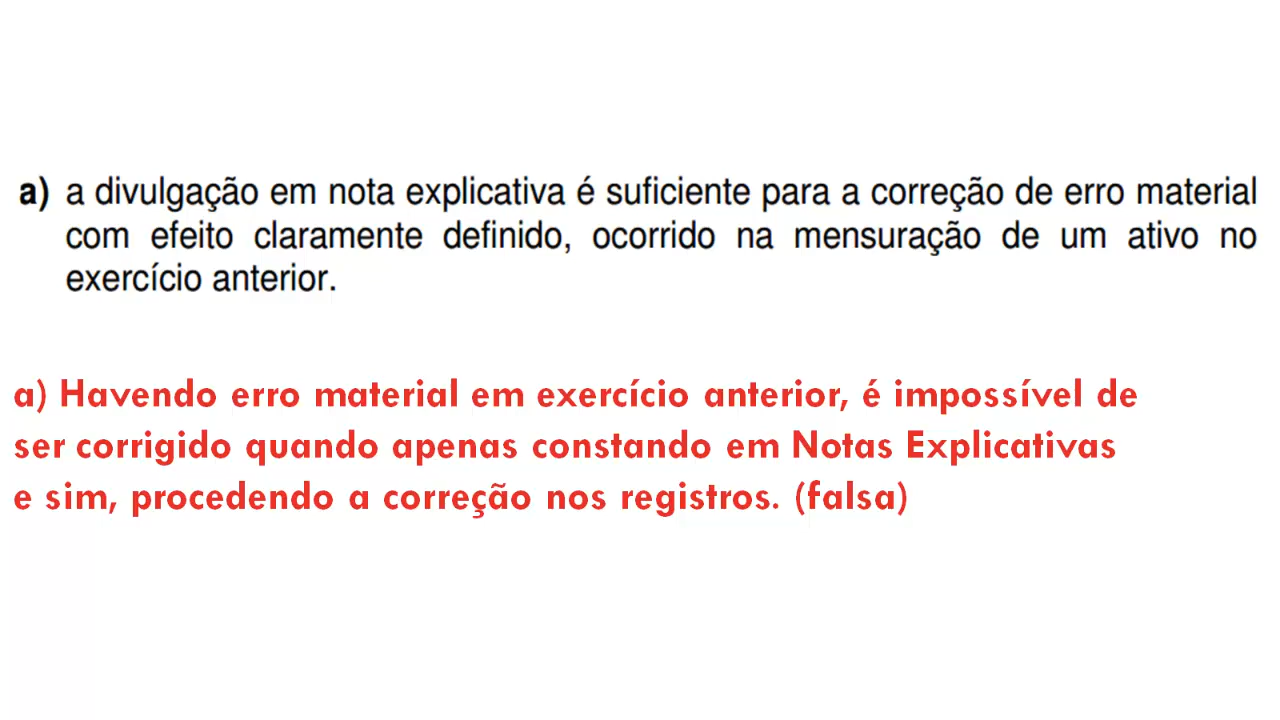 a) a divulgação em nota explicativa é suficiente para a correção de erro material
com efeito claramente definido, ocorrido na mensuração de um ativo no
exercício anterior.
a) Havendo erro material em exercício anterior, é impossível de
ser corrigido quando apenas constando em Notas Explicativas
e sim, procedendo a correção nos registros. (falsa)